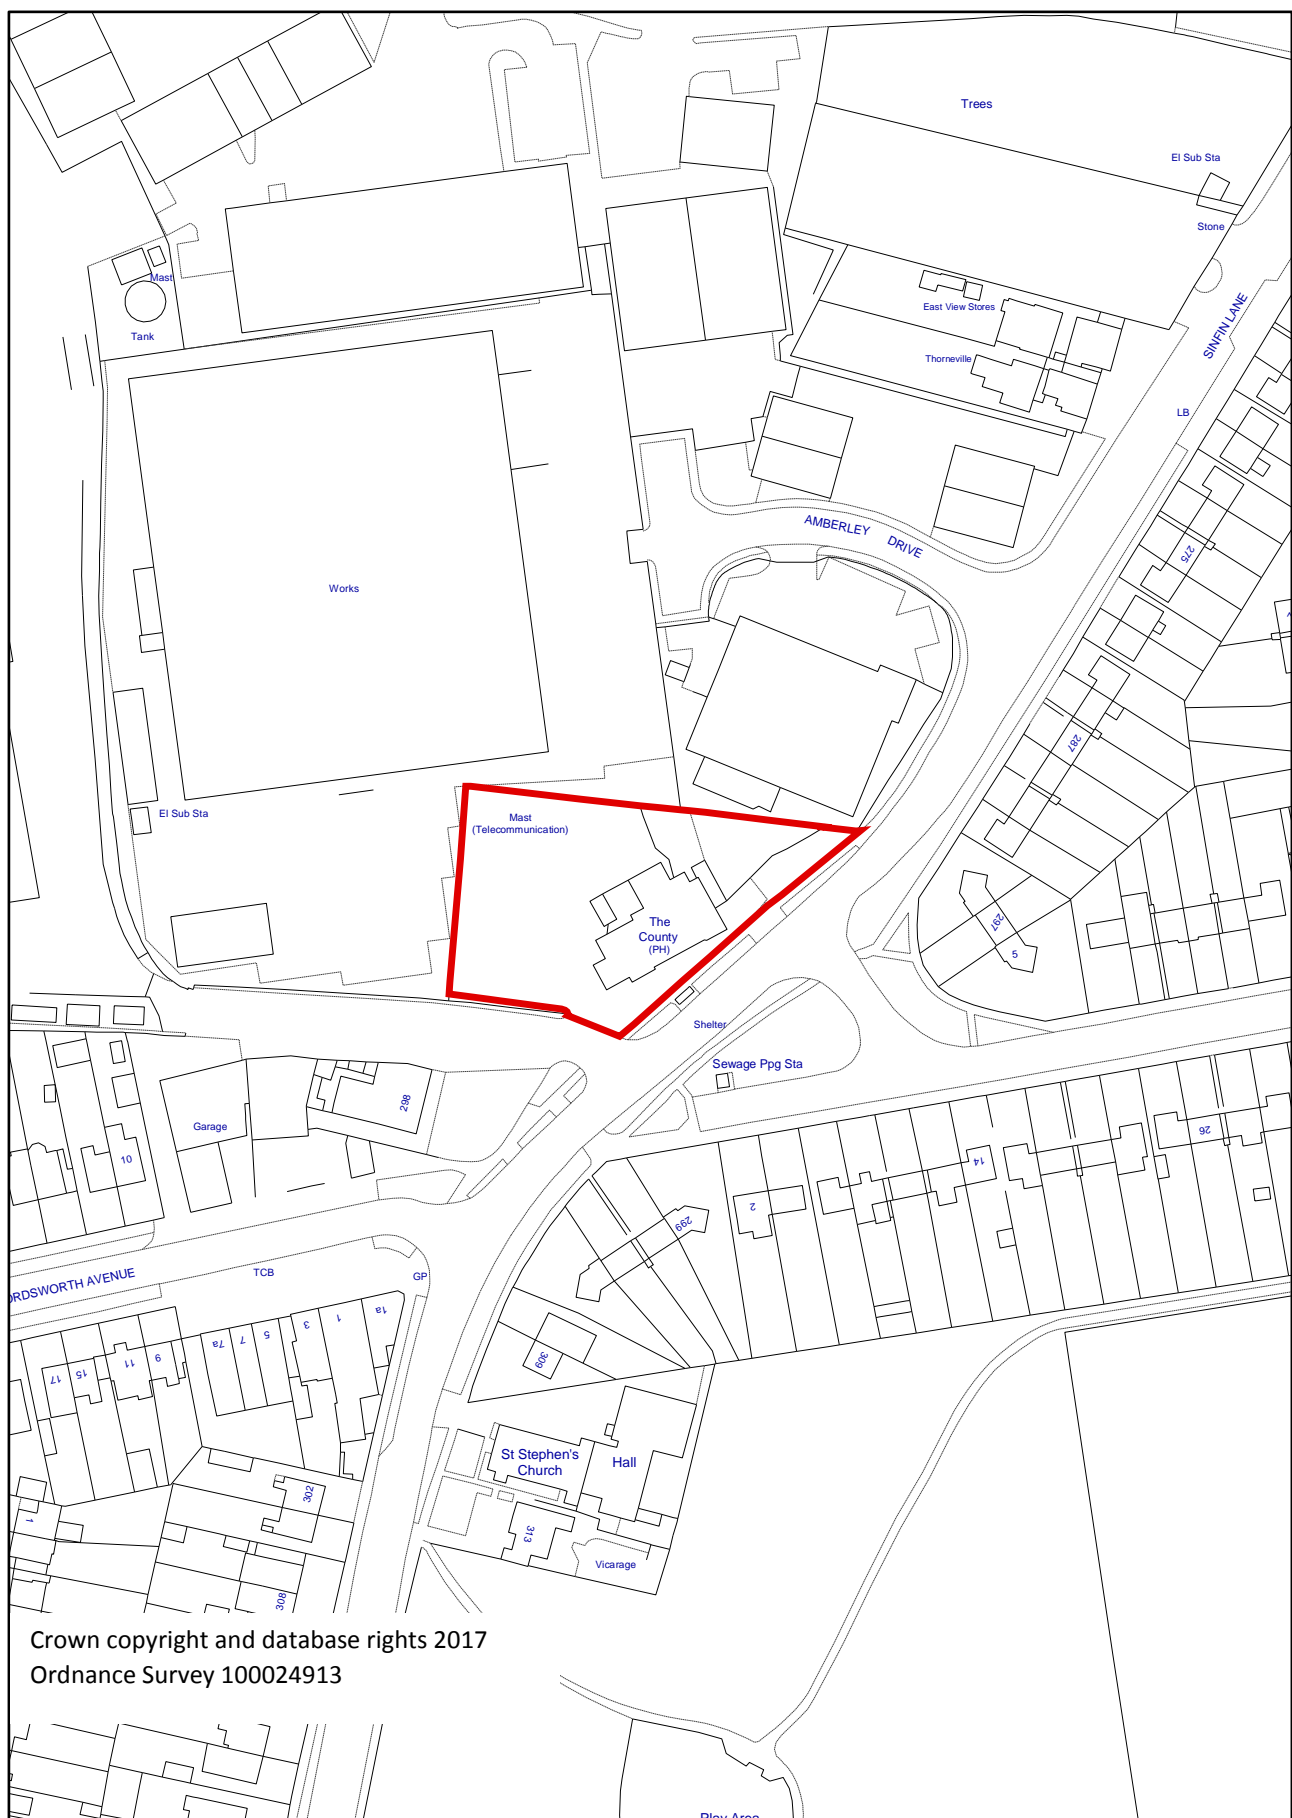 Trees
El Sub Sta
Stone
Mast
Tank
East View Stores
Thorneville
SINFIN LANE
LB
AMBERLEY DRIVE
275
Works
287
El Sub Sta
Mast
(Telecommunication)
The
County
(PH)
297
5
Shelter
Sewage Ppg Sta
298
Garage
10
26
14
2
299
ORDSWORTH AVENUE
TCB
GP
1a
1
3
5
7
7a
9
11
15
17
309
St Stephen's
Church
Hall
302
1
313
Vicarage
308
Crown copyright and database rights 2017
Ordnance Survey 100024913
Play Area